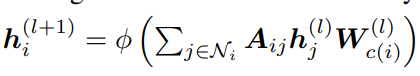 h_i^{(l+1)} = ϕ ( ∑_{j∈𝒩_i} A_{ij} h_j^{(l)} W_{c(i)}^{(l)} )